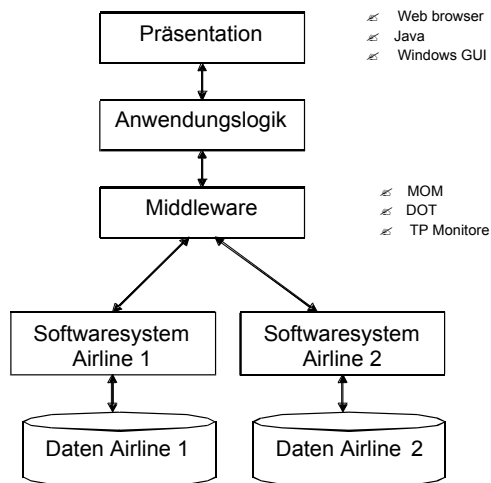 Präsentation
Web browser
Java
Windows GUI
Anwendungslogik
Middleware
MOM
DOT
TP Monitore
Softwaresystem
Airline 1
Softwaresystem
Airline 2
Daten Airline 1
Daten Airline 2